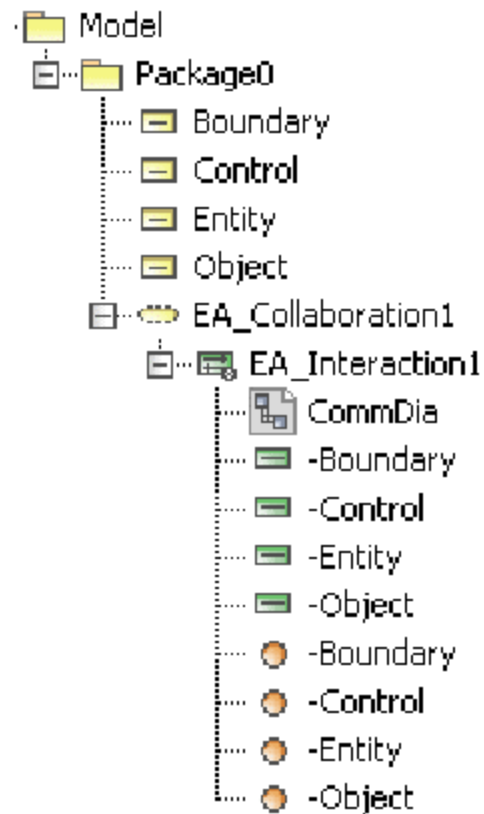 Model
Package0
Boundary
Control
Entity
Object
EA_Collaboration1
EA_Interaction1
CommDia
-Boundary
-Control
-Entity
-Object
-Boundary
-Control
-Entity
-Object